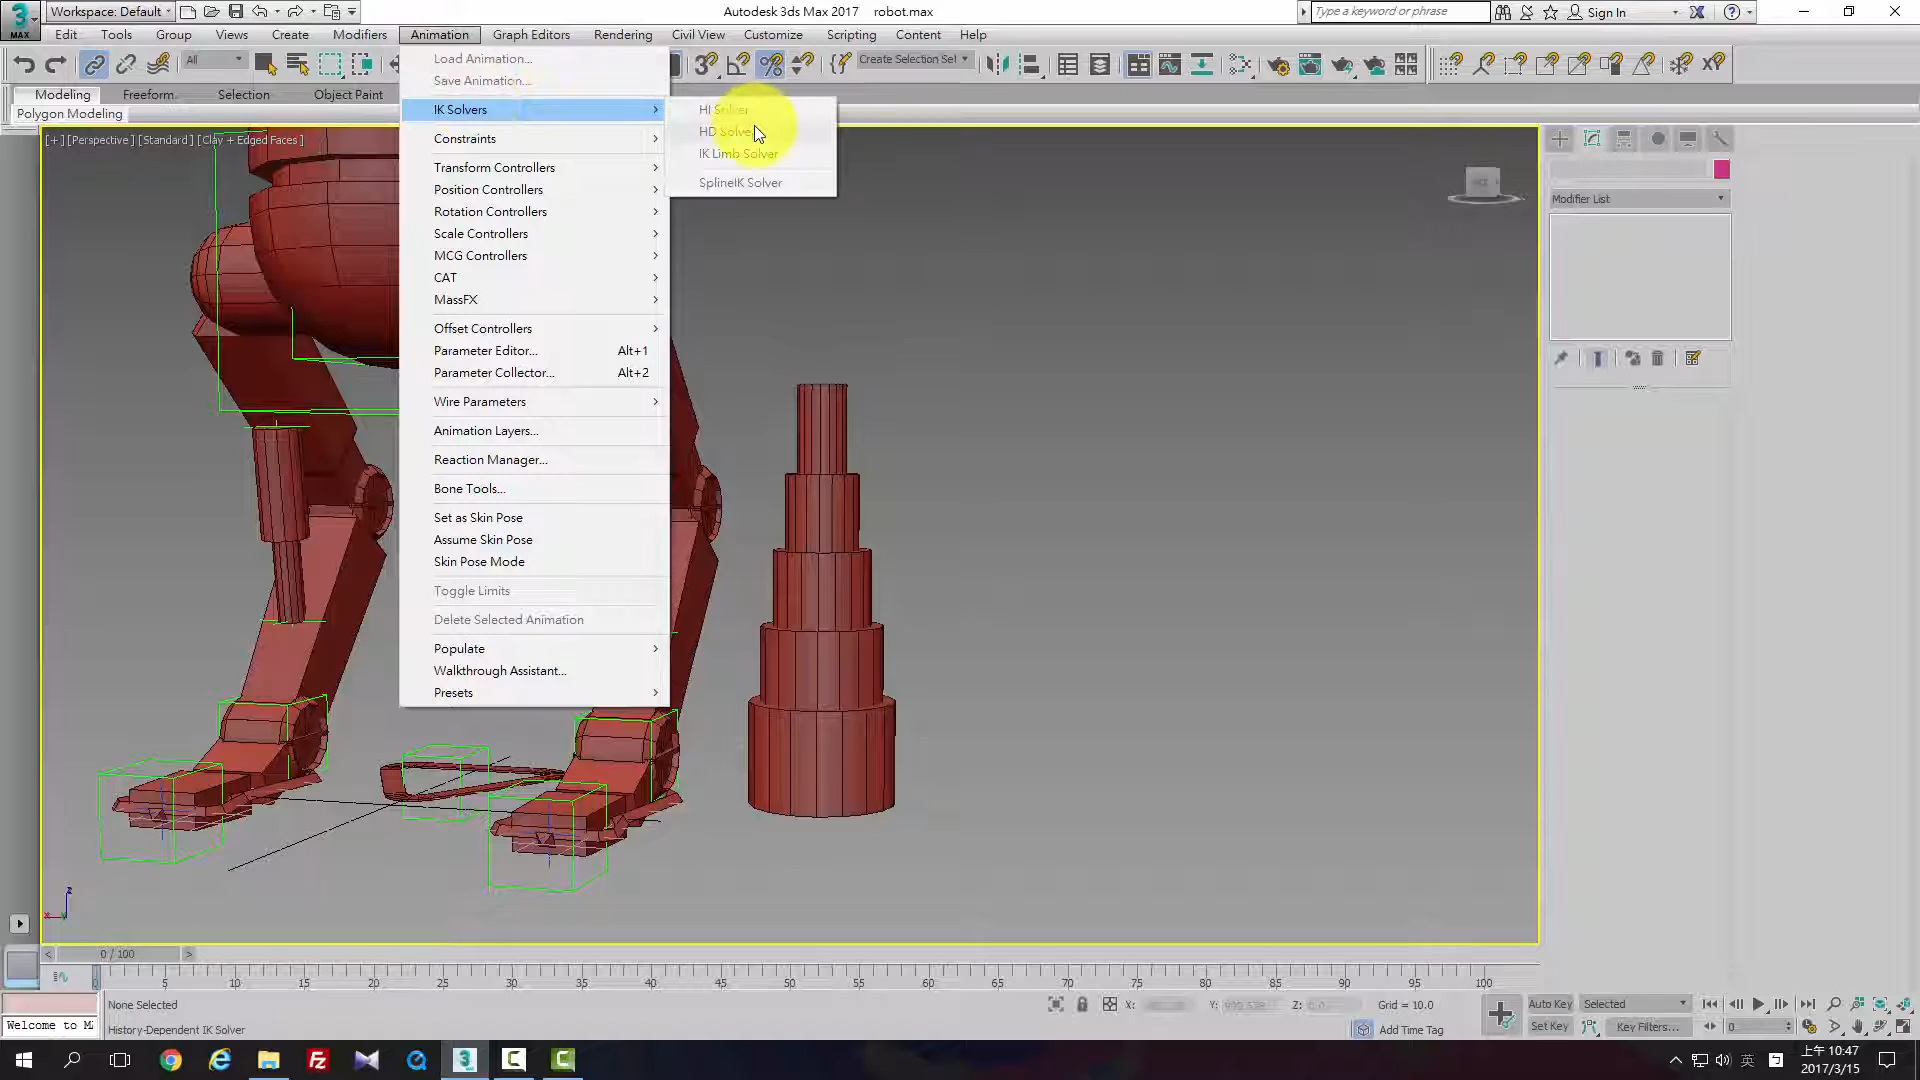 Workspace: Default
Autodesk 3ds Max 2017 robot.max
Type a keyword or phrase
Sign In
MAX
Edit Tools Group Views Create Modifiers Animation Graph Editors Rendering Civil View Customize Scripting Content Help
All
Create Selection Set
XY
Modeling Freeform Selection Object Paint
Polygon Modeling
[+] [Perspective] [Standard] [Clay + Edged Faces]
Load Animation...
Save Animation...
IK Solvers
Constraints
Transform Controllers
Position Controllers
Rotation Controllers
Scale Controllers
MCG Controllers
CAT
MassFX
Offset Controllers
Parameter Editor... Alt+1
Parameter Collector... Alt+2
Wire Parameters
Animation Layers...
Reaction Manager...
Bone Tools...
Set as Skin Pose
Assume Skin Pose
Skin Pose Mode
Toggle Limits
Delete Selected Animation
Populate
Walkthrough Assistant...
Presets
HI Solver
HD Solver
IK Limb Solver
SplineIK Solver
Modifier List
z
x
0 / 100
5 10 15 20 25 30 35 40 45 50 55 60 65 70 75 80 85 90 95 100
None Selected
X: Y: Z: Grid = 10.0
Auto Key Selected
Welcome to M
History-Dependent IK Solver
Add Time Tag
Set Key Key Filters... 0
英
上午 10:47
2017/3/15